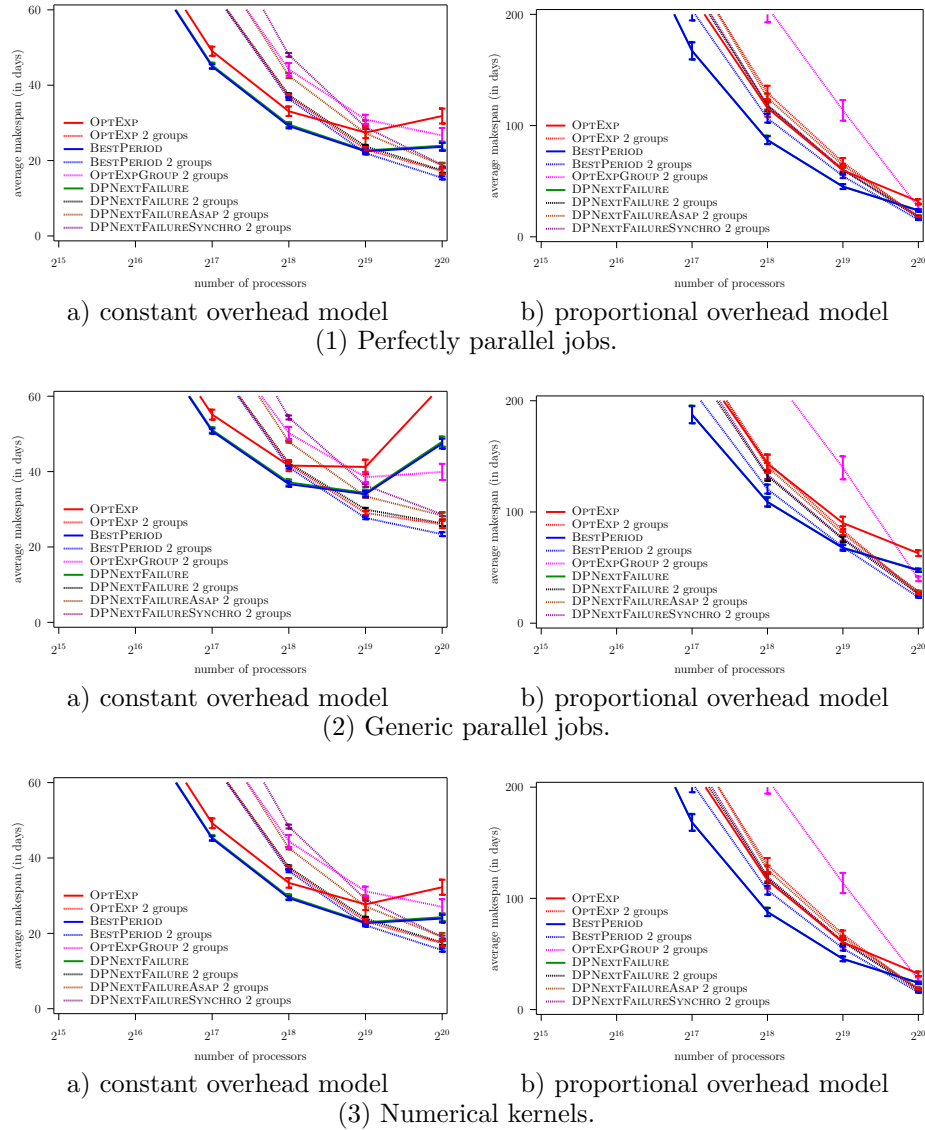 average makespan (in days)
60
40
20
0
OptExp
OptExp 2 groups
BestPeriod
BestPeriod 2 groups
OptExpGroup 2 groups
DPNextFailure
DPNextFailure 2 groups
DPNextFailureAsap 2 groups
DPNextFailureSynchro 2 groups
2^15 2^16 2^17 2^18 2^19 2^20
number of processors
a) constant overhead model
average makespan (in days)
200
100
0
OptExp
OptExp 2 groups
BestPeriod
BestPeriod 2 groups
OptExpGroup 2 groups
DPNextFailure
DPNextFailure 2 groups
DPNextFailureAsap 2 groups
DPNextFailureSynchro 2 groups
2^15 2^16 2^17 2^18 2^19 2^20
number of processors
b) proportional overhead model
(1) Perfectly parallel jobs.
average makespan (in days)
60
40
20
0
OptExp
OptExp 2 groups
BestPeriod
BestPeriod 2 groups
OptExpGroup 2 groups
DPNextFailure
DPNextFailure 2 groups
DPNextFailureAsap 2 groups
DPNextFailureSynchro 2 groups
2^15 2^16 2^17 2^18 2^19 2^20
number of processors
a) constant overhead model
average makespan (in days)
200
100
0
OptExp
OptExp 2 groups
BestPeriod
BestPeriod 2 groups
OptExpGroup 2 groups
DPNextFailure
DPNextFailure 2 groups
DPNextFailureAsap 2 groups
DPNextFailureSynchro 2 groups
2^15 2^16 2^17 2^18 2^19 2^20
number of processors
b) proportional overhead model
(2) Generic parallel jobs.
average makespan (in days)
60
40
20
0
OptExp
OptExp 2 groups
BestPeriod
BestPeriod 2 groups
OptExpGroup 2 groups
DPNextFailure
DPNextFailure 2 groups
DPNextFailureAsap 2 groups
DPNextFailureSynchro 2 groups
2^15 2^16 2^17 2^18 2^19 2^20
number of processors
a) constant overhead model
average makespan (in days)
200
100
0
OptExp
OptExp 2 groups
BestPeriod
BestPeriod 2 groups
OptExpGroup 2 groups
DPNextFailure
DPNextFailure 2 groups
DPNextFailureAsap 2 groups
DPNextFailureSynchro 2 groups
2^15 2^16 2^17 2^18 2^19 2^20
number of processors
b) proportional overhead model
(3) Numerical kernels.